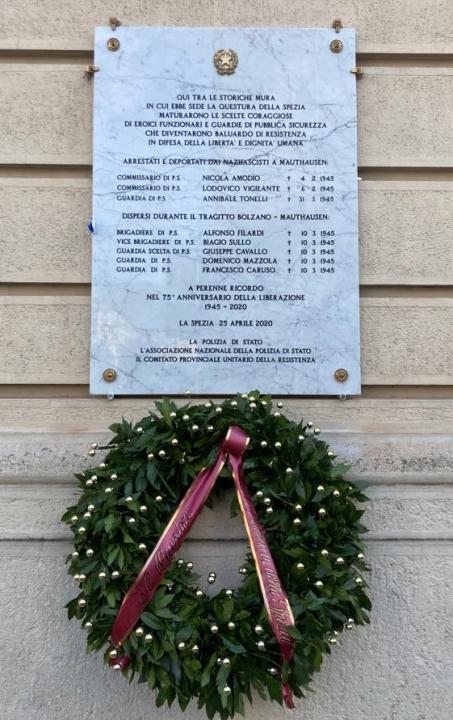 QUI TRA LE STORICHE MURA
IN CUI EBBE SEDE LA QUESTURA DELLA SPEZIA
MATURARONO LE SCELTE CORAGGIOSE
DI EROICI FUNZIONARI E GUARDIE DI PUBBLICA SICUREZZA
CHE DIVENTARONO BALUARDO DI RESISTENZA
IN DIFESA DELLA LIBERTA' E DIGNITA' UMANA
ARRESTATI E DEPORTATI DAI NAZIFASCISTI A MAUTHAUSEN:
COMMISSARIO DI P.S. NICOLA AMODIO † 4 2 1945
COMMISSARIO DI P.S. LODOVICO VIGILANTE † 6 2 1945
GUARDIA DI P.S. ANNIBALE TONELLI † 31 3 1945
DISPERSI DURANTE IL TRAGITTO BOLZANO - MAUTHAUSEN:
BRIGADIERE DI P.S. ALFONSO FILARDI † 10 3 1945
VICE BRIGADIERE DI P.S. BIAGIO SULLO † 10 3 1945
GUARDIA SCELTA DI P.S. GIUSEPPE CAVALLO † 10 3 1945
GUARDIA DI P.S. DOMENICO MAZZOLA † 10 3 1945
GUARDIA DI P.S. FRANCESCO CARUSO † 10 3 1945
A PERENNE RICORDO
NEL 75° ANNIVERSARIO DELLA LIBERAZIONE
1945 - 2020
LA SPEZIA 25 APRILE 2020
LA POLIZIA DI STATO
L'ASSOCIAZIONE NAZIONALE DELLA POLIZIA DI STATO
IL COMITATO PROVINCIALE UNITARIO DELLA RESISTENZA
Il Questore
della Spezia